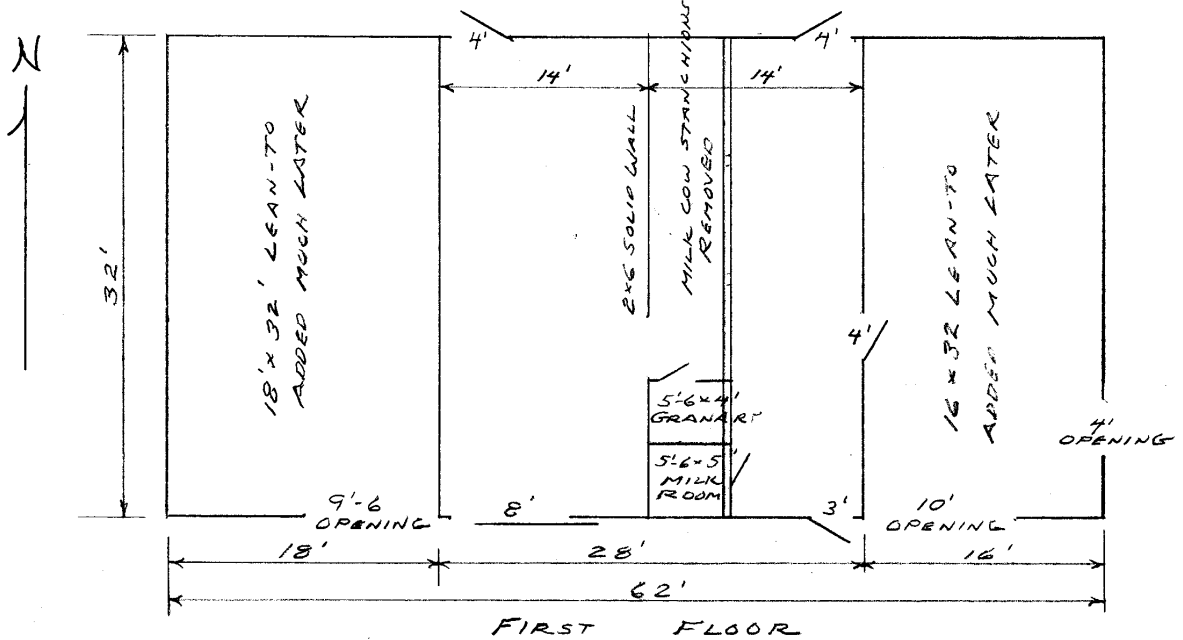 N
4'
4'
14'
14'
32'
18' x 32' LEAN-TO
ADDED MUCH LATER
2x6 SOLID WALL
MILK COW STANCHIONS
REMOVED
16 x 32 LEAN-TO
ADDED MUCH LATER
4'
5'-6 x 4'
GRANARY
4'
OPENING
5'-6 x 5'
MILK
ROOM
9'-6
OPENING
8'
3'
10'
OPENING
18'
28'
16'
62'
FIRST FLOOR